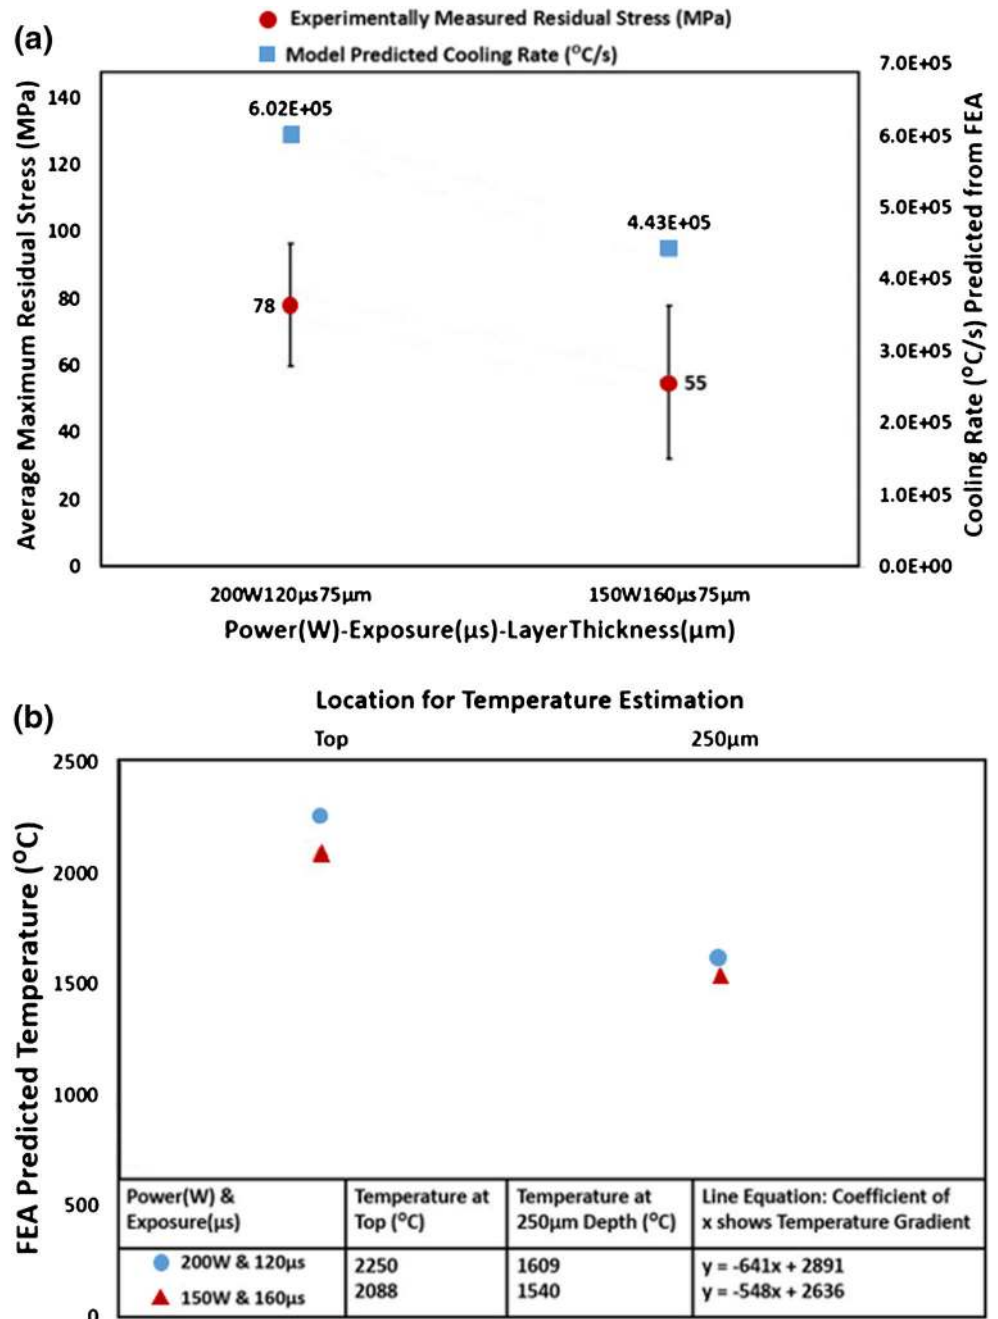 (a)
Experimentally Measured Residual Stress (MPa)
Model Predicted Cooling Rate (°C/s)
Average Maximum Residual Stress (MPa)
140
120
100
80
60
40
20
0
6.02E+05
4.43E+05
78
55
7.0E+05
6.0E+05
5.0E+05
4.0E+05
3.0E+05
2.0E+05
1.0E+05
0.0E+00
Cooling Rate (°C/s) Predicted from FEA
200W120µs75µm
150W160µs75µm
Power(W)-Exposure(µs)-LayerThickness(µm)
(b)
Location for Temperature Estimation
Top
250µm
FEA Predicted Temperature (°C)
2500
2000
1500
1000
500
0
Power(W) &
Exposure(µs)
Temperature at
Top (°C)
Temperature at
250µm Depth (°C)
Line Equation: Coefficient of
x shows Temperature Gradient
200W & 120µs
2250
1609
y = -641x + 2891
150W & 160µs
2088
1540
y = -548x + 2636